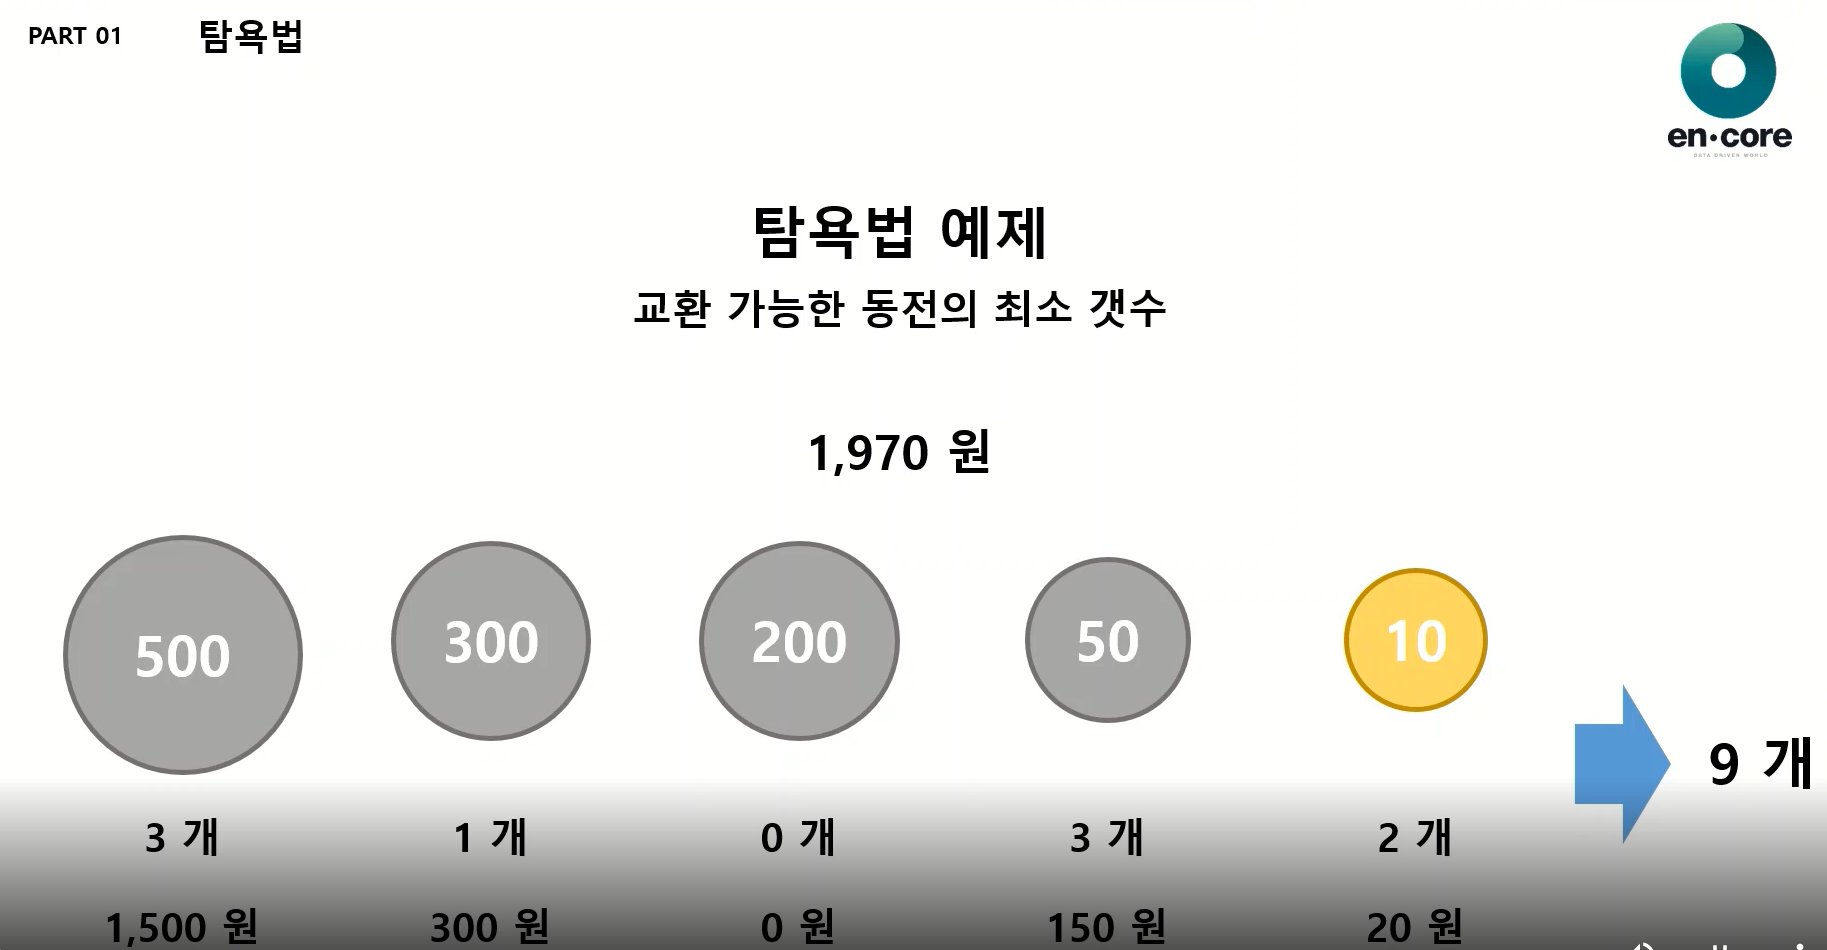 PART 01 탐욕법
en·core
DATA DRIVEN WORLD
탐욕법 예제
교환 가능한 동전의 최소 갯수
1,970 원
500 300 200 50 10
9 개
3 개 1 개 0 개 3 개 2 개
1,500 원 300 원 0 원 150 원 20 원